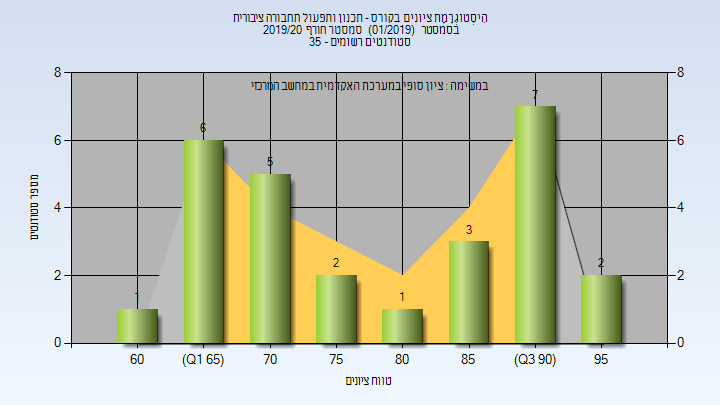 היסטוגרמת ציונים בקורס - תכנון ותפעול תחבורה ציבורית
בסמסטר (01/2019) סמסטר חורף 2019/20
סטודנטים רשומים - 35
במשימה : ציון סופי במערכת האקדמית במחשב המרכזי
8 8
7
6 6 6
5
4 4
3
2 2 2 2
1 1
0 0
60 (Q1 65) 70 75 80 85 (Q3 90) 95
מספר סטודנטים
טווח ציונים